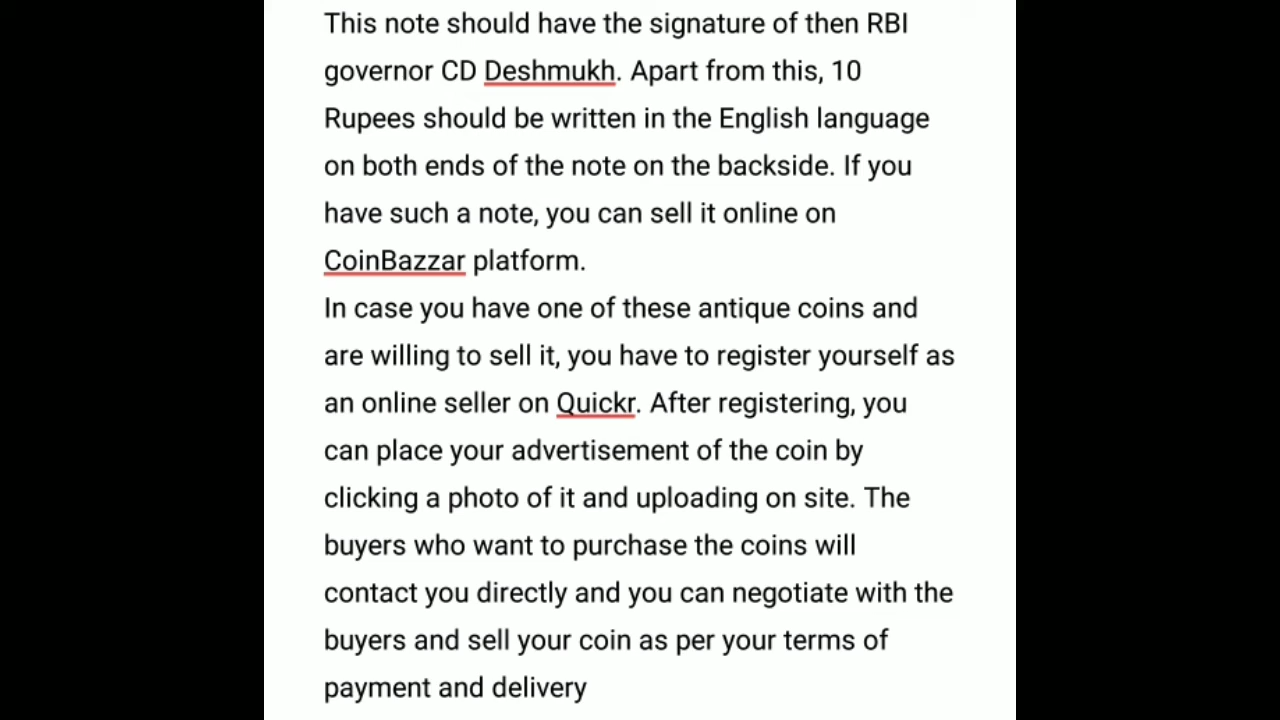 This note should have the signature of then RBI
governor CD Deshmukh. Apart from this, 10
Rupees should be written in the English language
on both ends of the note on the backside. If you
have such a note, you can sell it online on
CoinBazzar platform.
In case you have one of these antique coins and
are willing to sell it, you have to register yourself as
an online seller on Quickr. After registering, you
can place your advertisement of the coin by
clicking a photo of it and uploading on site. The
buyers who want to purchase the coins will
contact you directly and you can negotiate with the
buyers and sell your coin as per your terms of
payment and delivery